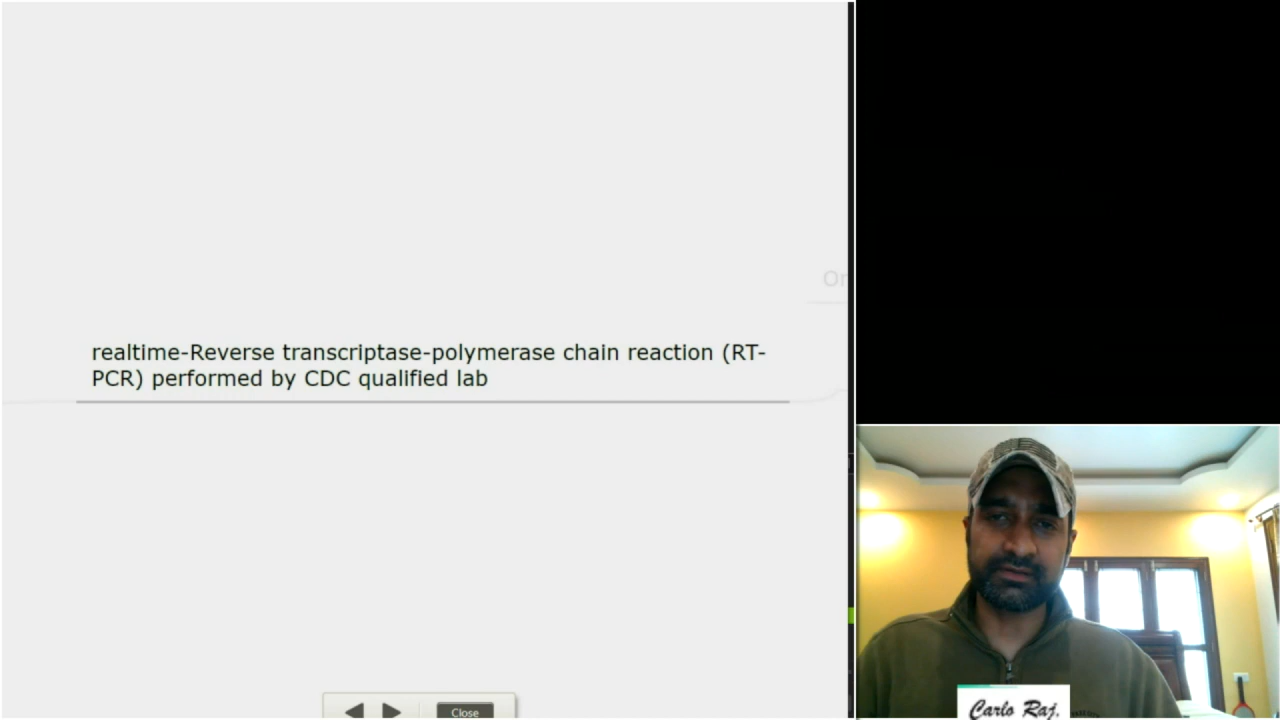 realtime-Reverse transcriptase-polymerase chain reaction (RT-
PCR) performed by CDC qualified lab
Close
Carlo Raj.